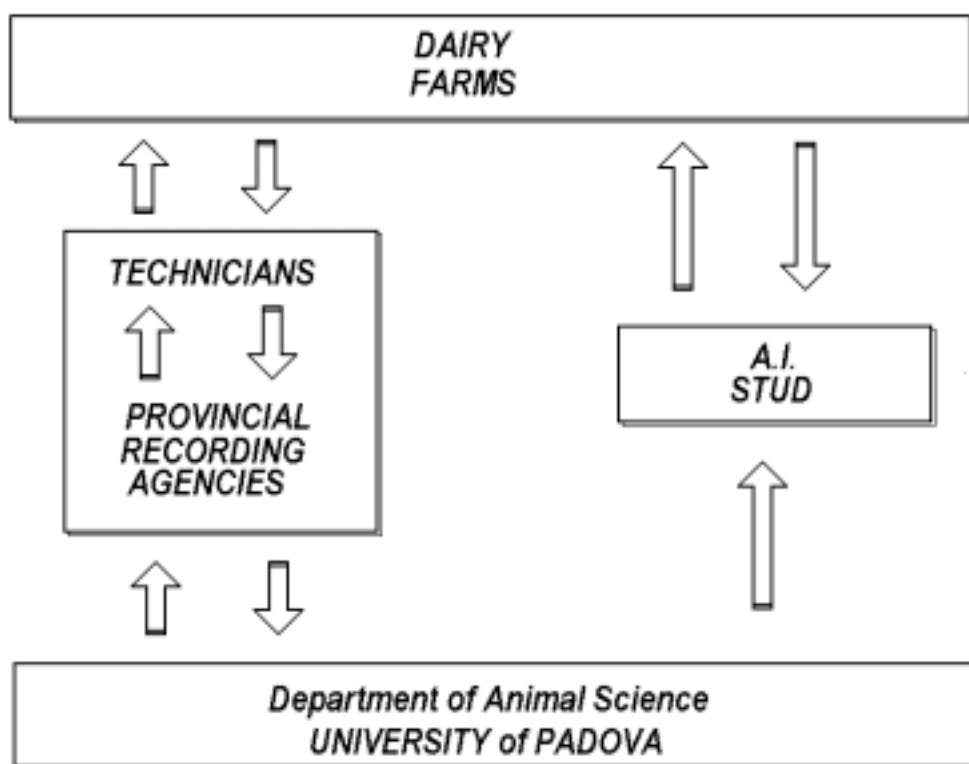 DAIRY
FARMS
TECHNICIANS
PROVINCIAL
RECORDING
AGENCIES
A.I.
STUD
Department of Animal Science
UNIVERSITY of PADOVA